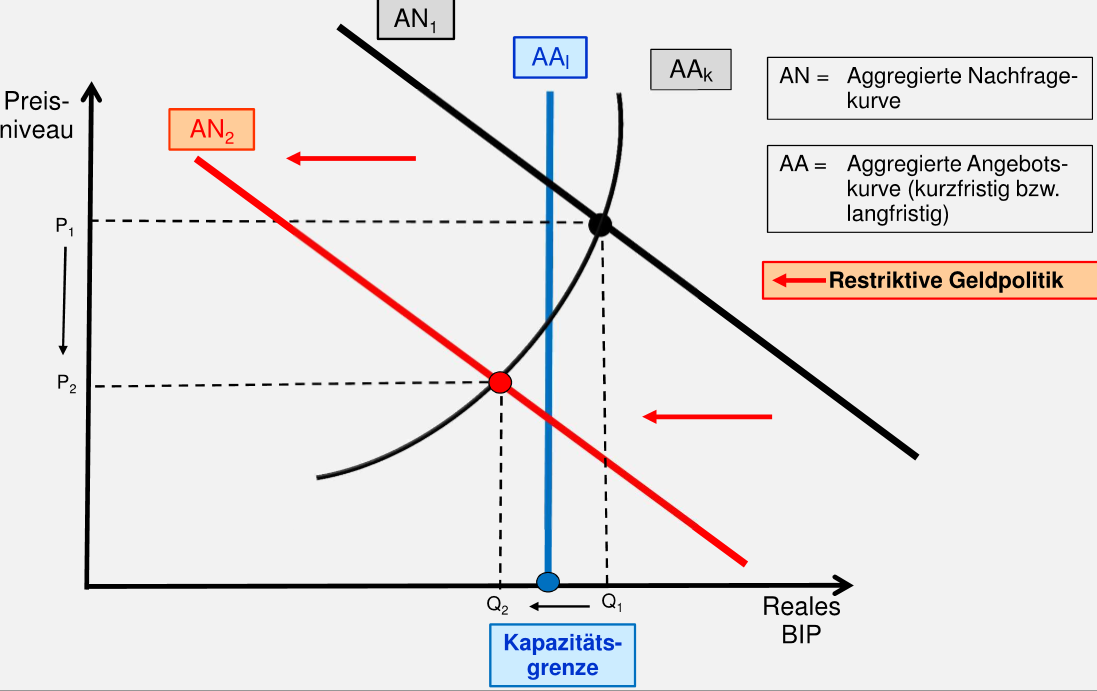 AN₁
AAₗ
AAₖ
AN = Aggregierte Nachfrage-
kurve
Preis-
niveau
AN₂
AA = Aggregierte Angebots-
kurve (kurzfristig bzw.
langfristig)
P₁
Restriktive Geldpolitik
P₂
Q₂
Q₁
Reales
BIP
Kapazitäts-
grenze